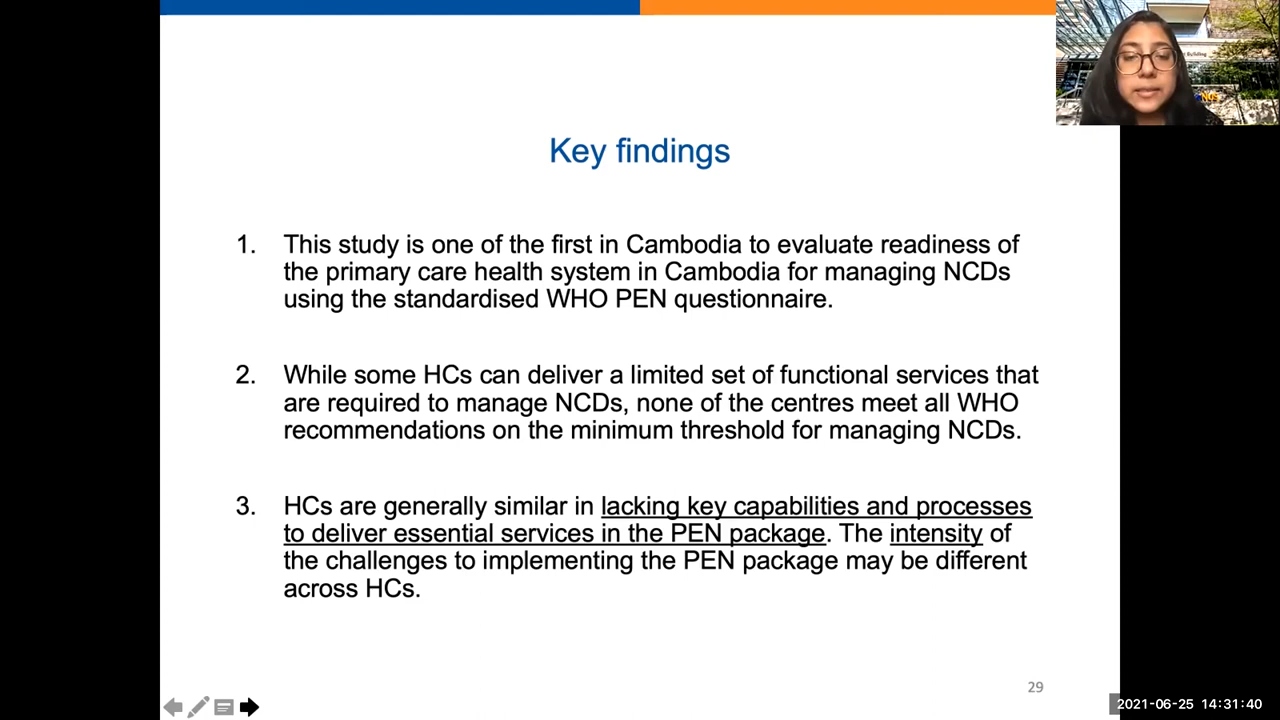 Key findings
1. This study is one of the first in Cambodia to evaluate readiness of
the primary care health system in Cambodia for managing NCDs
using the standardised WHO PEN questionnaire.
2. While some HCs can deliver a limited set of functional services that
are required to manage NCDs, none of the centres meet all WHO
recommendations on the minimum threshold for managing NCDs.
3. HCs are generally similar in lacking key capabilities and processes
to deliver essential services in the PEN package. The intensity of
the challenges to implementing the PEN package may be different
across HCs.
29
2021-06-25 14:31:40